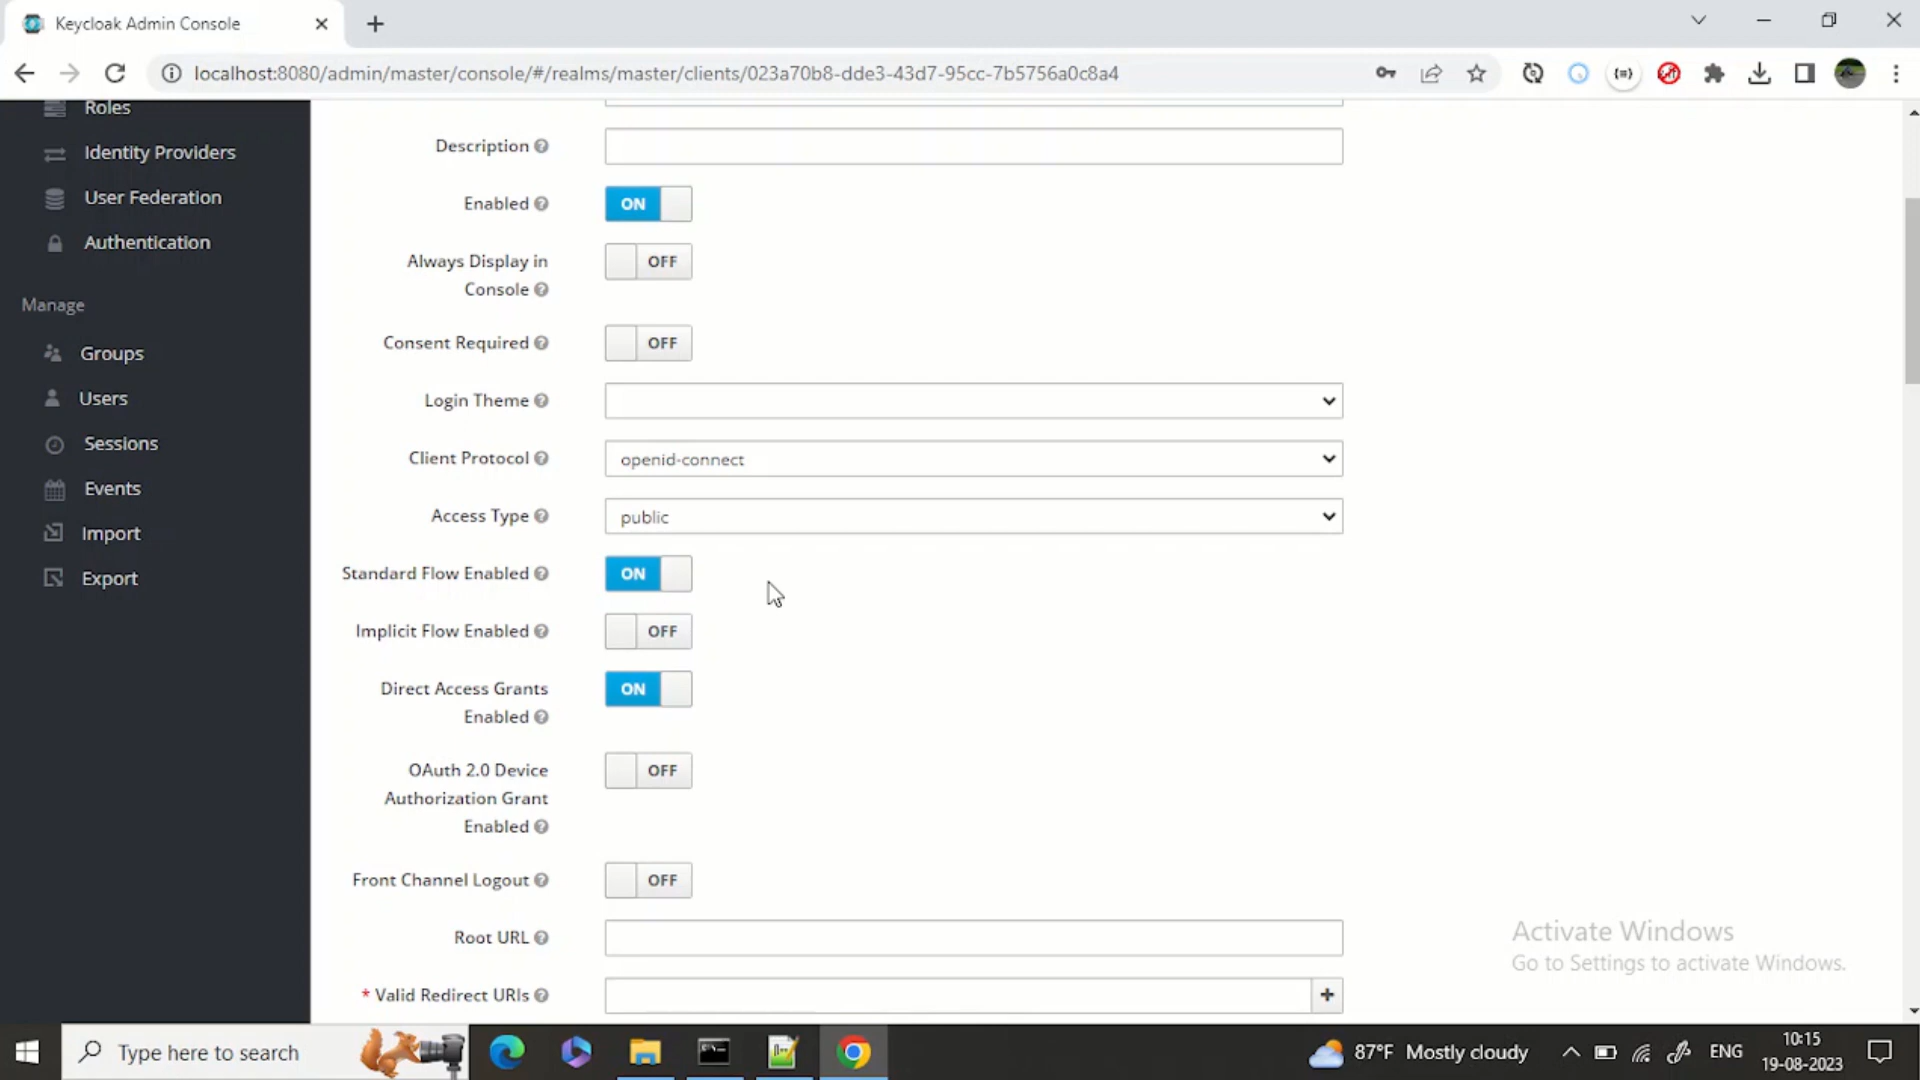 Keycloak Admin Console
localhost:8080/admin/master/console/#/realms/master/clients/023a70b8-dde3-43d7-95cc-7b5756a0c8a4
Roles
Identity Providers
User Federation
Authentication
Manage
Groups
Users
Sessions
Events
Import
Export
Description
Enabled ON
Always Display in
Console
OFF
Consent Required OFF
Login Theme
Client Protocol openid-connect
Access Type public
Standard Flow Enabled ON
Implicit Flow Enabled OFF
Direct Access Grants
Enabled
ON
OAuth 2.0 Device
Authorization Grant
Enabled
OFF
Front Channel Logout OFF
Root URL
* Valid Redirect URIs
Activate Windows
Go to Settings to activate Windows.
Type here to search
87°F Mostly cloudy
ENG
10:15
19-08-2023